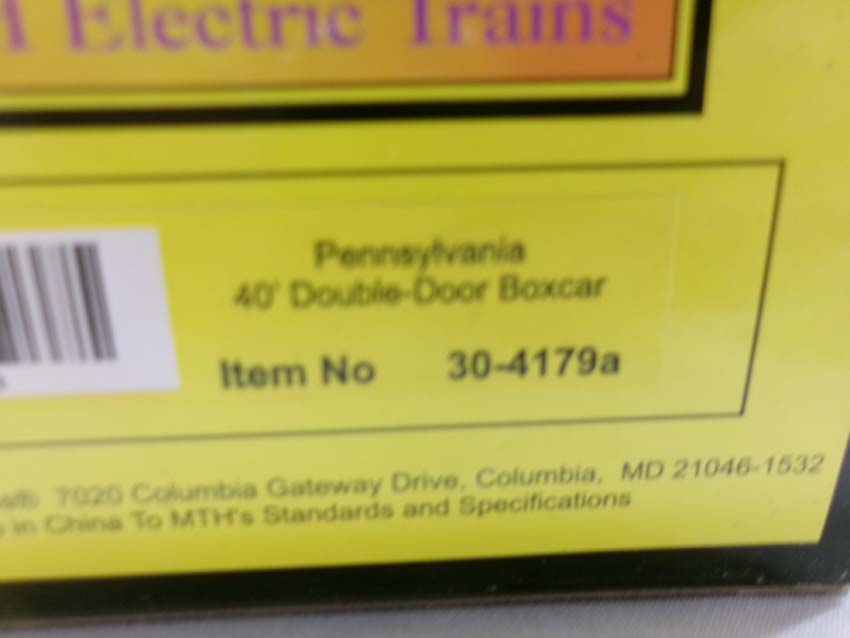 H Electric Trains
Pennsylvania
40' Double-Door Boxcar
Item No 30-4179a
s® 7020 Columbia Gateway Drive, Columbia, MD 21046-1532
in China To MTH's Standards and Specifications